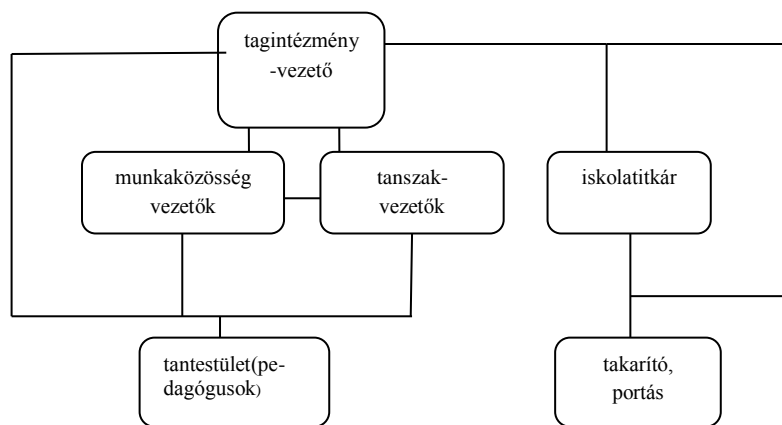 tagintézmény
-vezető
munkaközösség
vezetők
tanszak-
vezetők
iskolatitkár
tantestület(pe-
dagógusok)
takarító,
portás